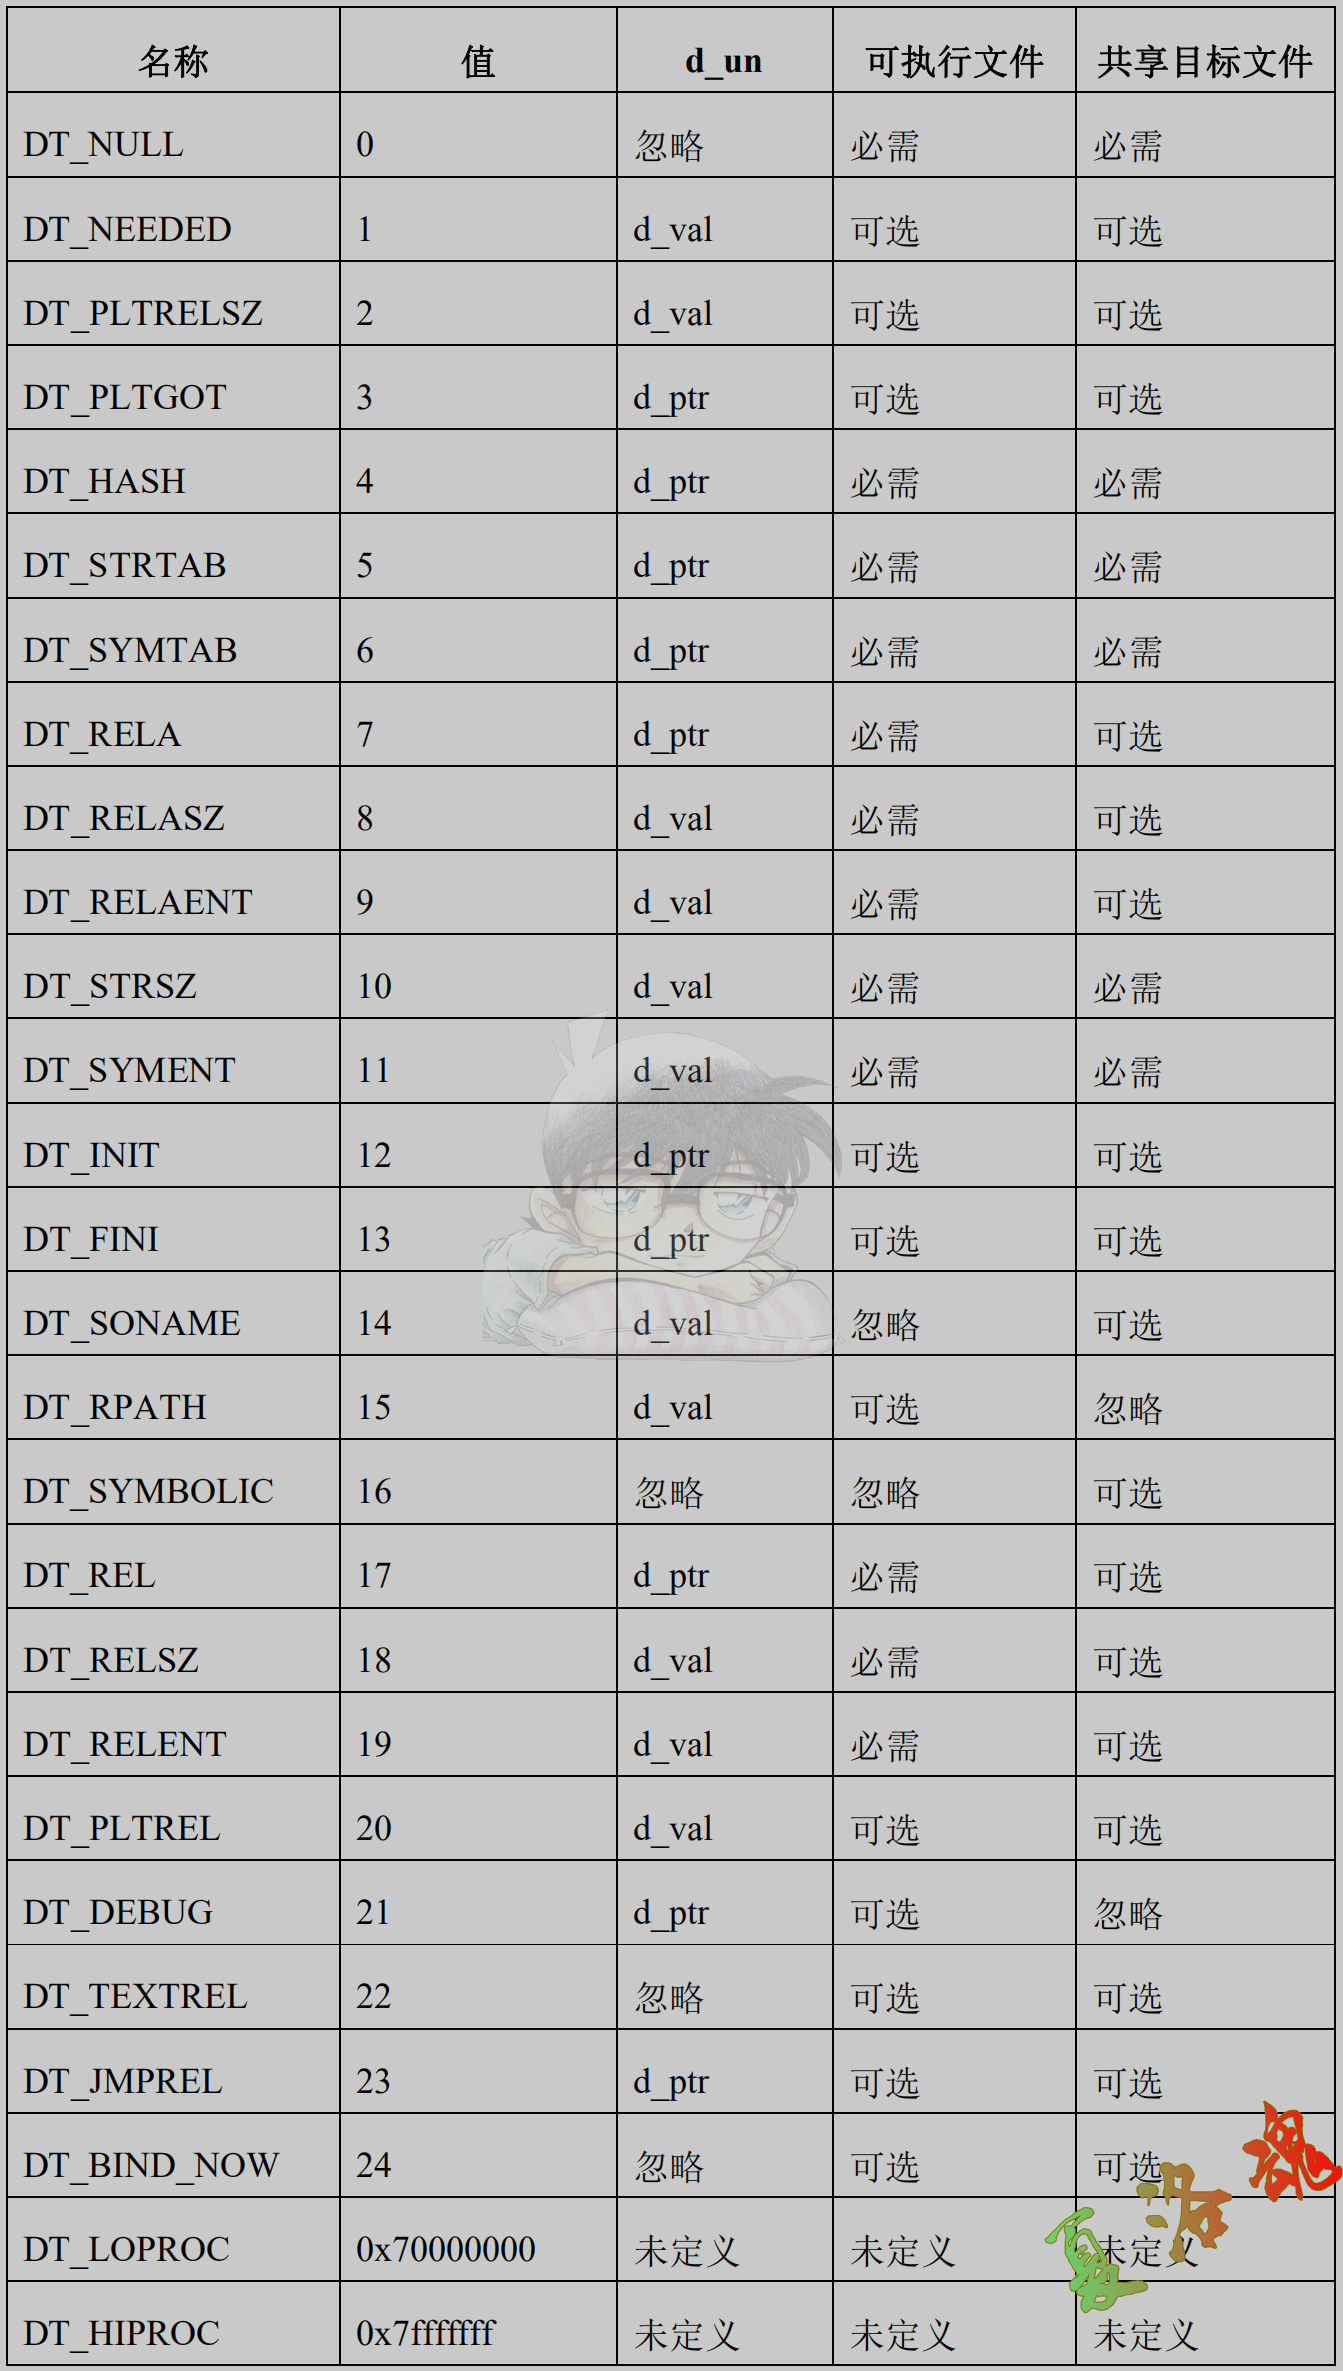 名称 值 d_un 可执行文件 共享目标文件
DT_NULL 0 忽略 必需 必需
DT_NEEDED 1 d_val 可选 可选
DT_PLTRELSZ 2 d_val 可选 可选
DT_PLTGOT 3 d_ptr 可选 可选
DT_HASH 4 d_ptr 必需 必需
DT_STRTAB 5 d_ptr 必需 必需
DT_SYMTAB 6 d_ptr 必需 必需
DT_RELA 7 d_ptr 必需 可选
DT_RELASZ 8 d_val 必需 可选
DT_RELAENT 9 d_val 必需 可选
DT_STRSZ 10 d_val 必需 必需
DT_SYMENT 11 d_val 必需 必需
DT_INIT 12 d_ptr 可选 可选
DT_FINI 13 d_ptr 可选 可选
DT_SONAME 14 d_val 忽略 可选
DT_RPATH 15 d_val 可选 忽略
DT_SYMBOLIC 16 忽略 忽略 可选
DT_REL 17 d_ptr 必需 可选
DT_RELSZ 18 d_val 必需 可选
DT_RELENT 19 d_val 必需 可选
DT_PLTREL 20 d_val 可选 可选
DT_DEBUG 21 d_ptr 可选 忽略
DT_TEXTREL 22 忽略 可选 可选
DT_JMPREL 23 d_ptr 可选 可选
DT_BIND_NOW 24 忽略 可选 可选
DT_LOPROC 0x70000000 未定义 未定义 未定义
DT_HIPROC 0x7fffffff 未定义 未定义 未定义
夏洛魂